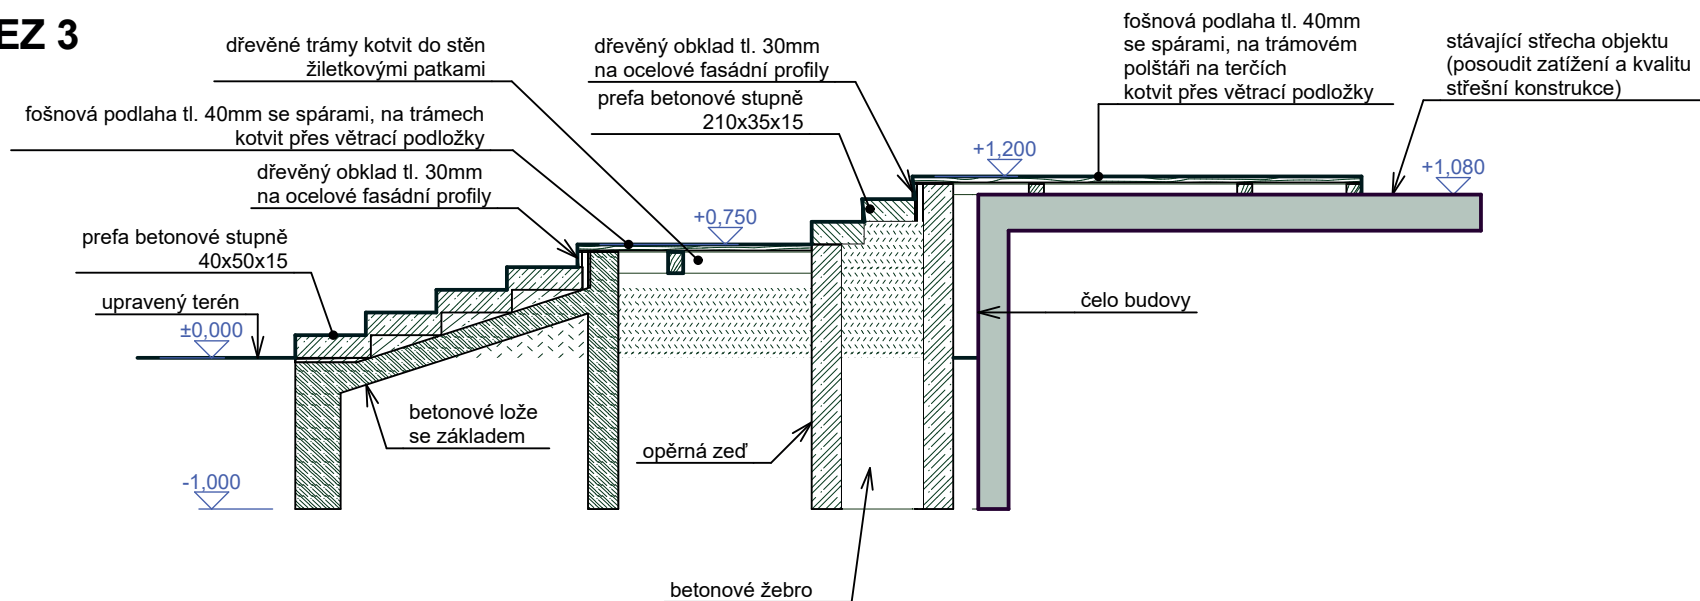 EZ 3
dřevěné trámy kotvit do stěn
žiletkovými patkami
fošnová podlaha tl. 40mm se spárami, na trámech
kotvit přes větrací podložky
dřevěný obklad tl. 30mm
na ocelové fasádní profily
prefa betonové stupně
40x50x15
upravený terén
±0,000
-1,000
betonové lože
se základem
dřevěný obklad tl. 30mm
na ocelové fasádní profily
prefa betonové stupně
210x35x15
+0,750
opěrná zeď
betonové žebro
fošnová podlaha tl. 40mm
se spárami, na trámovém
polštáři na terčích
kotvit přes větrací podložky
+1,200
stávající střecha objektu
(posoudit zatížení a kvalitu
střešní konstrukce)
+1,080
čelo budovy